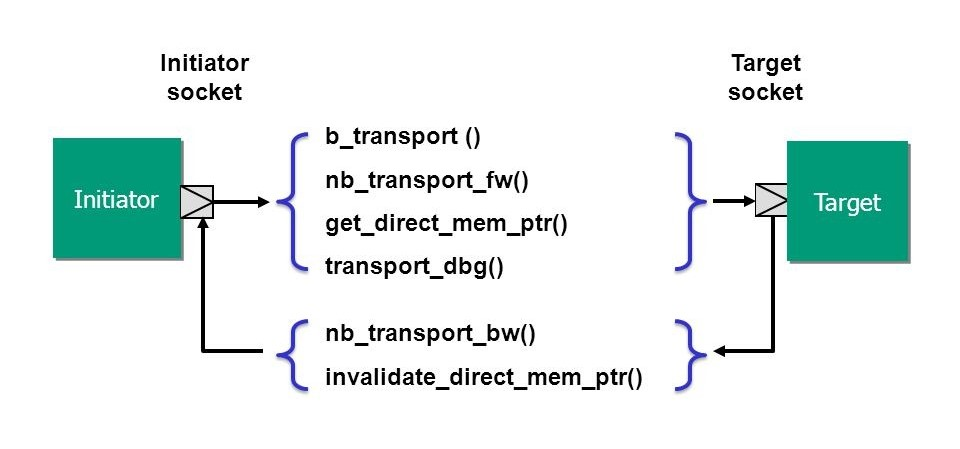 Initiator
socket
Target
socket
Initiator
b_transport ()
nb_transport_fw()
get_direct_mem_ptr()
transport_dbg()
Target
nb_transport_bw()
invalidate_direct_mem_ptr()